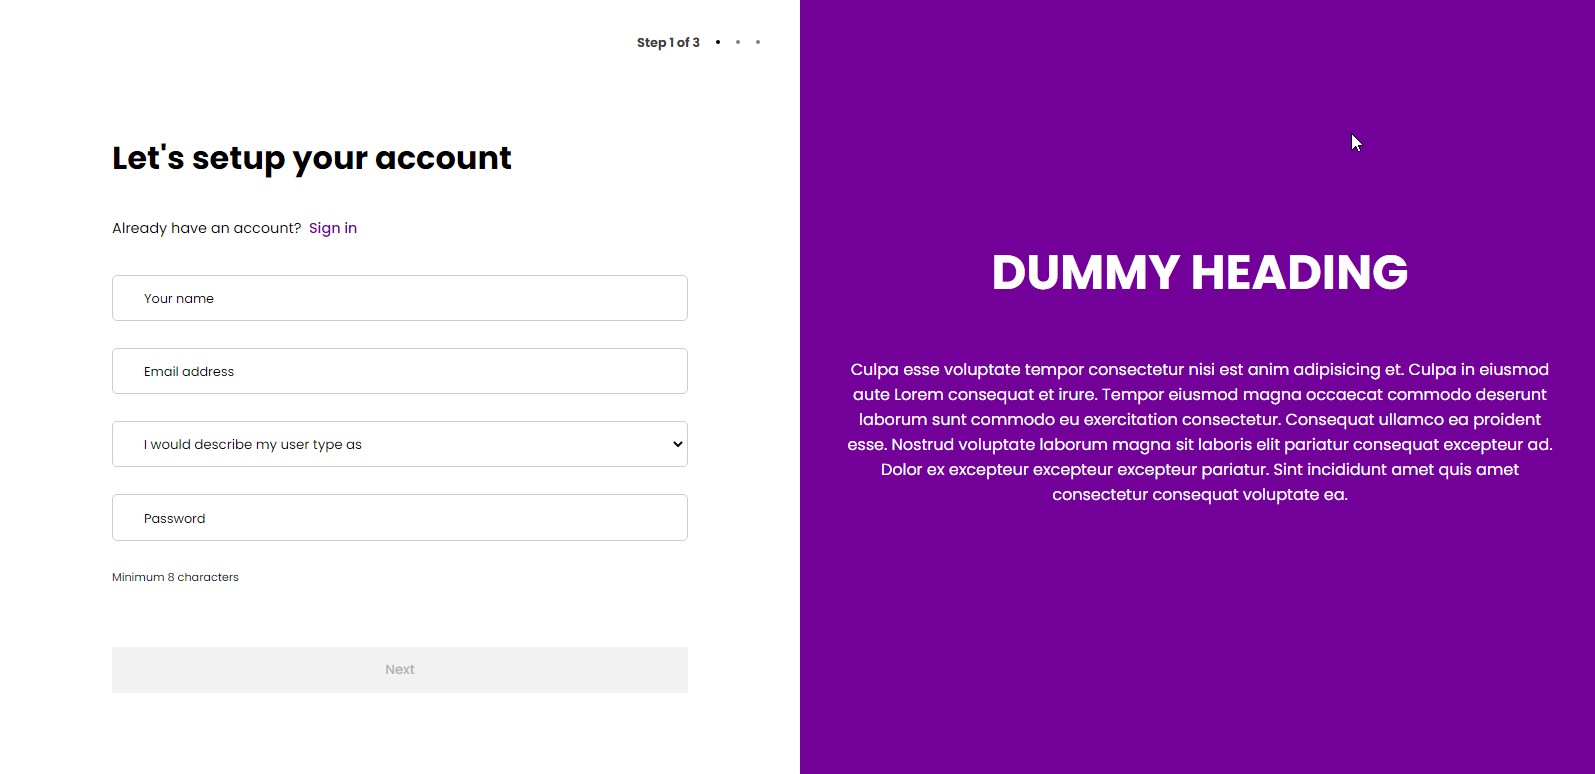 Step 1 of 3
Let's setup your account
Already have an account? Sign in
Your name
Email address
I would describe my user type as
Password
Minimum 8 characters
Next
DUMMY HEADING
Culpa esse voluptate tempor consectetur nisi est anim adipisicing et. Culpa in eiusmod
aute Lorem consequat et irure. Tempor eiusmod magna occaecat commodo deserunt
laborum sunt commodo eu exercitation consectetur. Consequat ullamco ea proident
esse. Nostrud voluptate laborum magna sit laboris elit pariatur consequat excepteur ad.
Dolor ex excepteur excepteur excepteur pariatur. Sint incididunt amet quis amet
consectetur consequat voluptate ea.